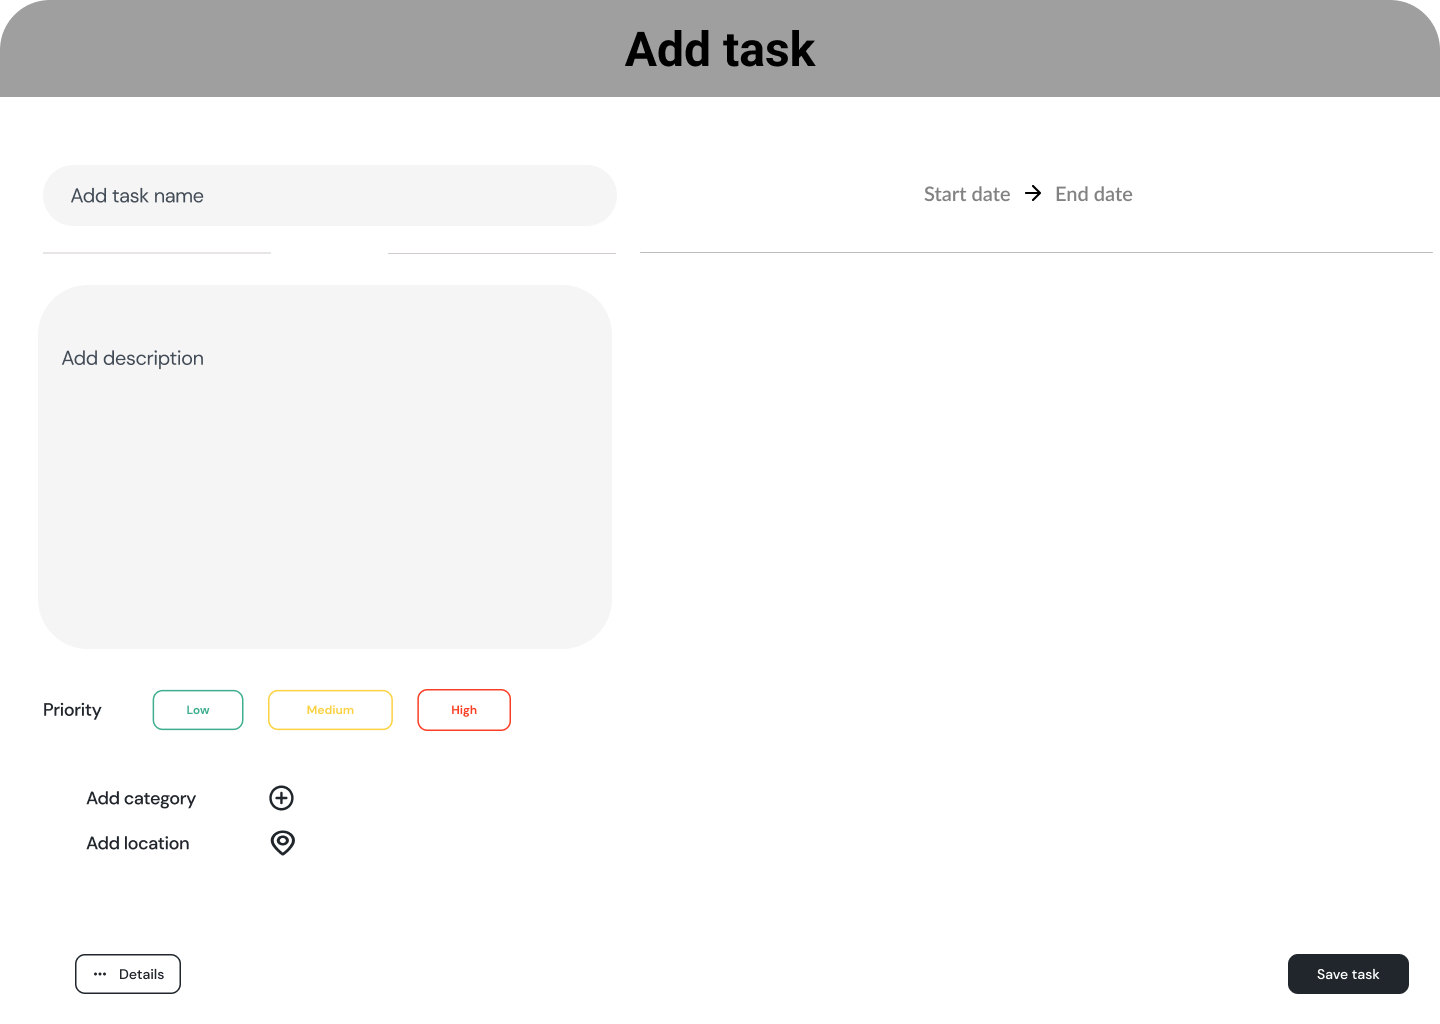 Add task
Add task name
Start date → End date
Add description
Priority Low Medium High
Add category
Add location
Details
Save task